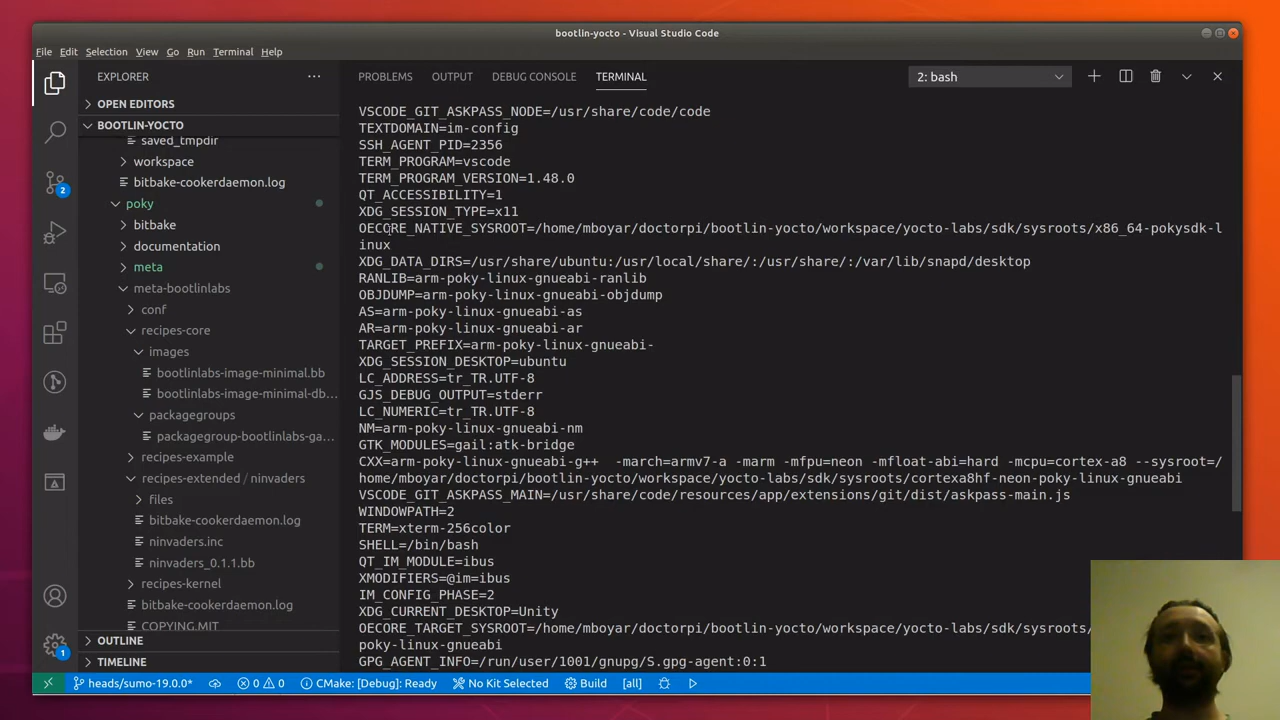 bootlin-yocto - Visual Studio Code
File Edit Selection View Go Run Terminal Help
EXPLORER
OPEN EDITORS
BOOTLIN-YOCTO
saved_tmpdir
workspace
bitbake-cookerdaemon.log
poky
bitbake
documentation
meta
meta-bootlinlabs
conf
recipes-core
images
bootlinlabs-image-minimal.bb
bootlinlabs-image-minimal-db...
packagegroups
packagegroup-bootlinlabs-ga...
recipes-example
recipes-extended / ninvaders
files
bitbake-cookerdaemon.log
ninvaders.inc
ninvaders_0.1.1.bb
recipes-kernel
bitbake-cookerdaemon.log
COPYING.MIT
OUTLINE
TIMELINE
2
1
PROBLEMS OUTPUT DEBUG CONSOLE TERMINAL
2: bash
VSCODE_GIT_ASKPASS_NODE=/usr/share/code/code
TEXTDOMAIN=im-config
SSH_AGENT_PID=2356
TERM_PROGRAM=vscode
TERM_PROGRAM_VERSION=1.48.0
QT_ACCESSIBILITY=1
XDG_SESSION_TYPE=x11
OECORE_NATIVE_SYSROOT=/home/mboyar/doctorpi/bootlin-yocto/workspace/yocto-labs/sdk/sysroots/x86_64-pokysdk-l
inux
XDG_DATA_DIRS=/usr/share/ubuntu:/usr/local/share/:/usr/share/:/var/lib/snapd/desktop
RANLIB=arm-poky-linux-gnueabi-ranlib
OBJDUMP=arm-poky-linux-gnueabi-objdump
AS=arm-poky-linux-gnueabi-as
AR=arm-poky-linux-gnueabi-ar
TARGET_PREFIX=arm-poky-linux-gnueabi-
XDG_SESSION_DESKTOP=ubuntu
LC_ADDRESS=tr_TR.UTF-8
GJS_DEBUG_OUTPUT=stderr
LC_NUMERIC=tr_TR.UTF-8
NM=arm-poky-linux-gnueabi-nm
GTK_MODULES=gail:atk-bridge
CXX=arm-poky-linux-gnueabi-g++  -march=armv7-a -marm -mfpu=neon -mfloat-abi=hard -mcpu=cortex-a8 --sysroot=/
home/mboyar/doctorpi/bootlin-yocto/workspace/yocto-labs/sdk/sysroots/cortexa8hf-neon-poky-linux-gnueabi
VSCODE_GIT_ASKPASS_MAIN=/usr/share/code/resources/app/extensions/git/dist/askpass-main.js
WINDOWPATH=2
TERM=xterm-256color
SHELL=/bin/bash
QT_IM_MODULE=ibus
XMODIFIERS=@im=ibus
IM_CONFIG_PHASE=2
XDG_CURRENT_DESKTOP=Unity
OECORE_TARGET_SYSROOT=/home/mboyar/doctorpi/bootlin-yocto/workspace/yocto-labs/sdk/sysroots/
poky-linux-gnueabi
GPG_AGENT_INFO=/run/user/1001/gnupg/S.gpg-agent:0:1
heads/sumo-19.0.0* 0 0 CMake: [Debug]: Ready No Kit Selected Build [all]